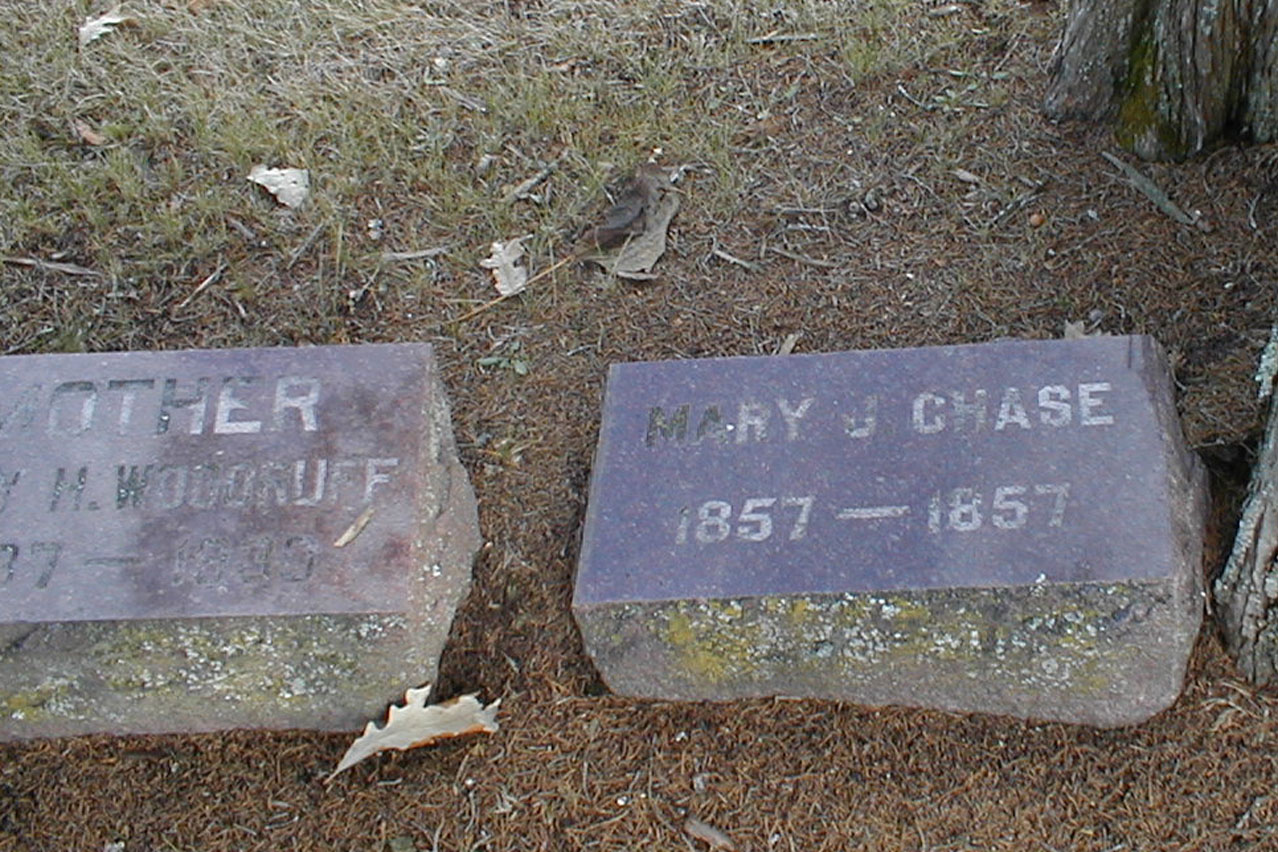 MOTHER
H. WOODRUFF
MARY J. CHASE
1857 — 1857